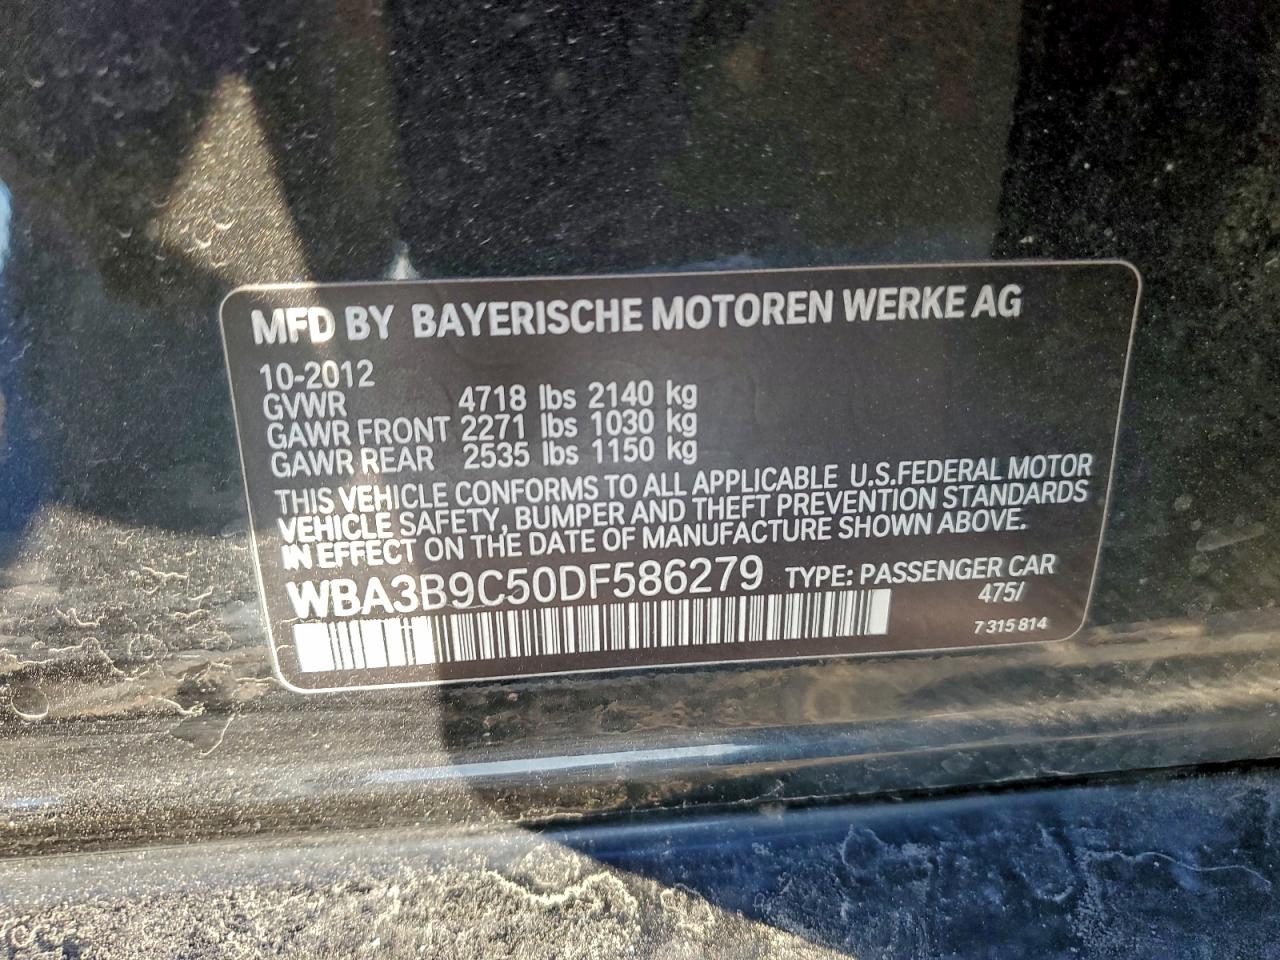 MFD BY BAYERISCHE MOTOREN WERKE AG
10-2012
GVWR 4718 lbs 2140 kg
GAWR FRONT 2271 lbs 1030 kg
GAWR REAR 2535 lbs 1150 kg
THIS VEHICLE CONFORMS TO ALL APPLICABLE U.S.FEDERAL MOTOR
VEHICLE SAFETY, BUMPER AND THEFT PREVENTION STANDARDS
IN EFFECT ON THE DATE OF MANUFACTURE SHOWN ABOVE.
WBA3B9C50DF586279 TYPE: PASSENGER CAR
475/
7 315 814